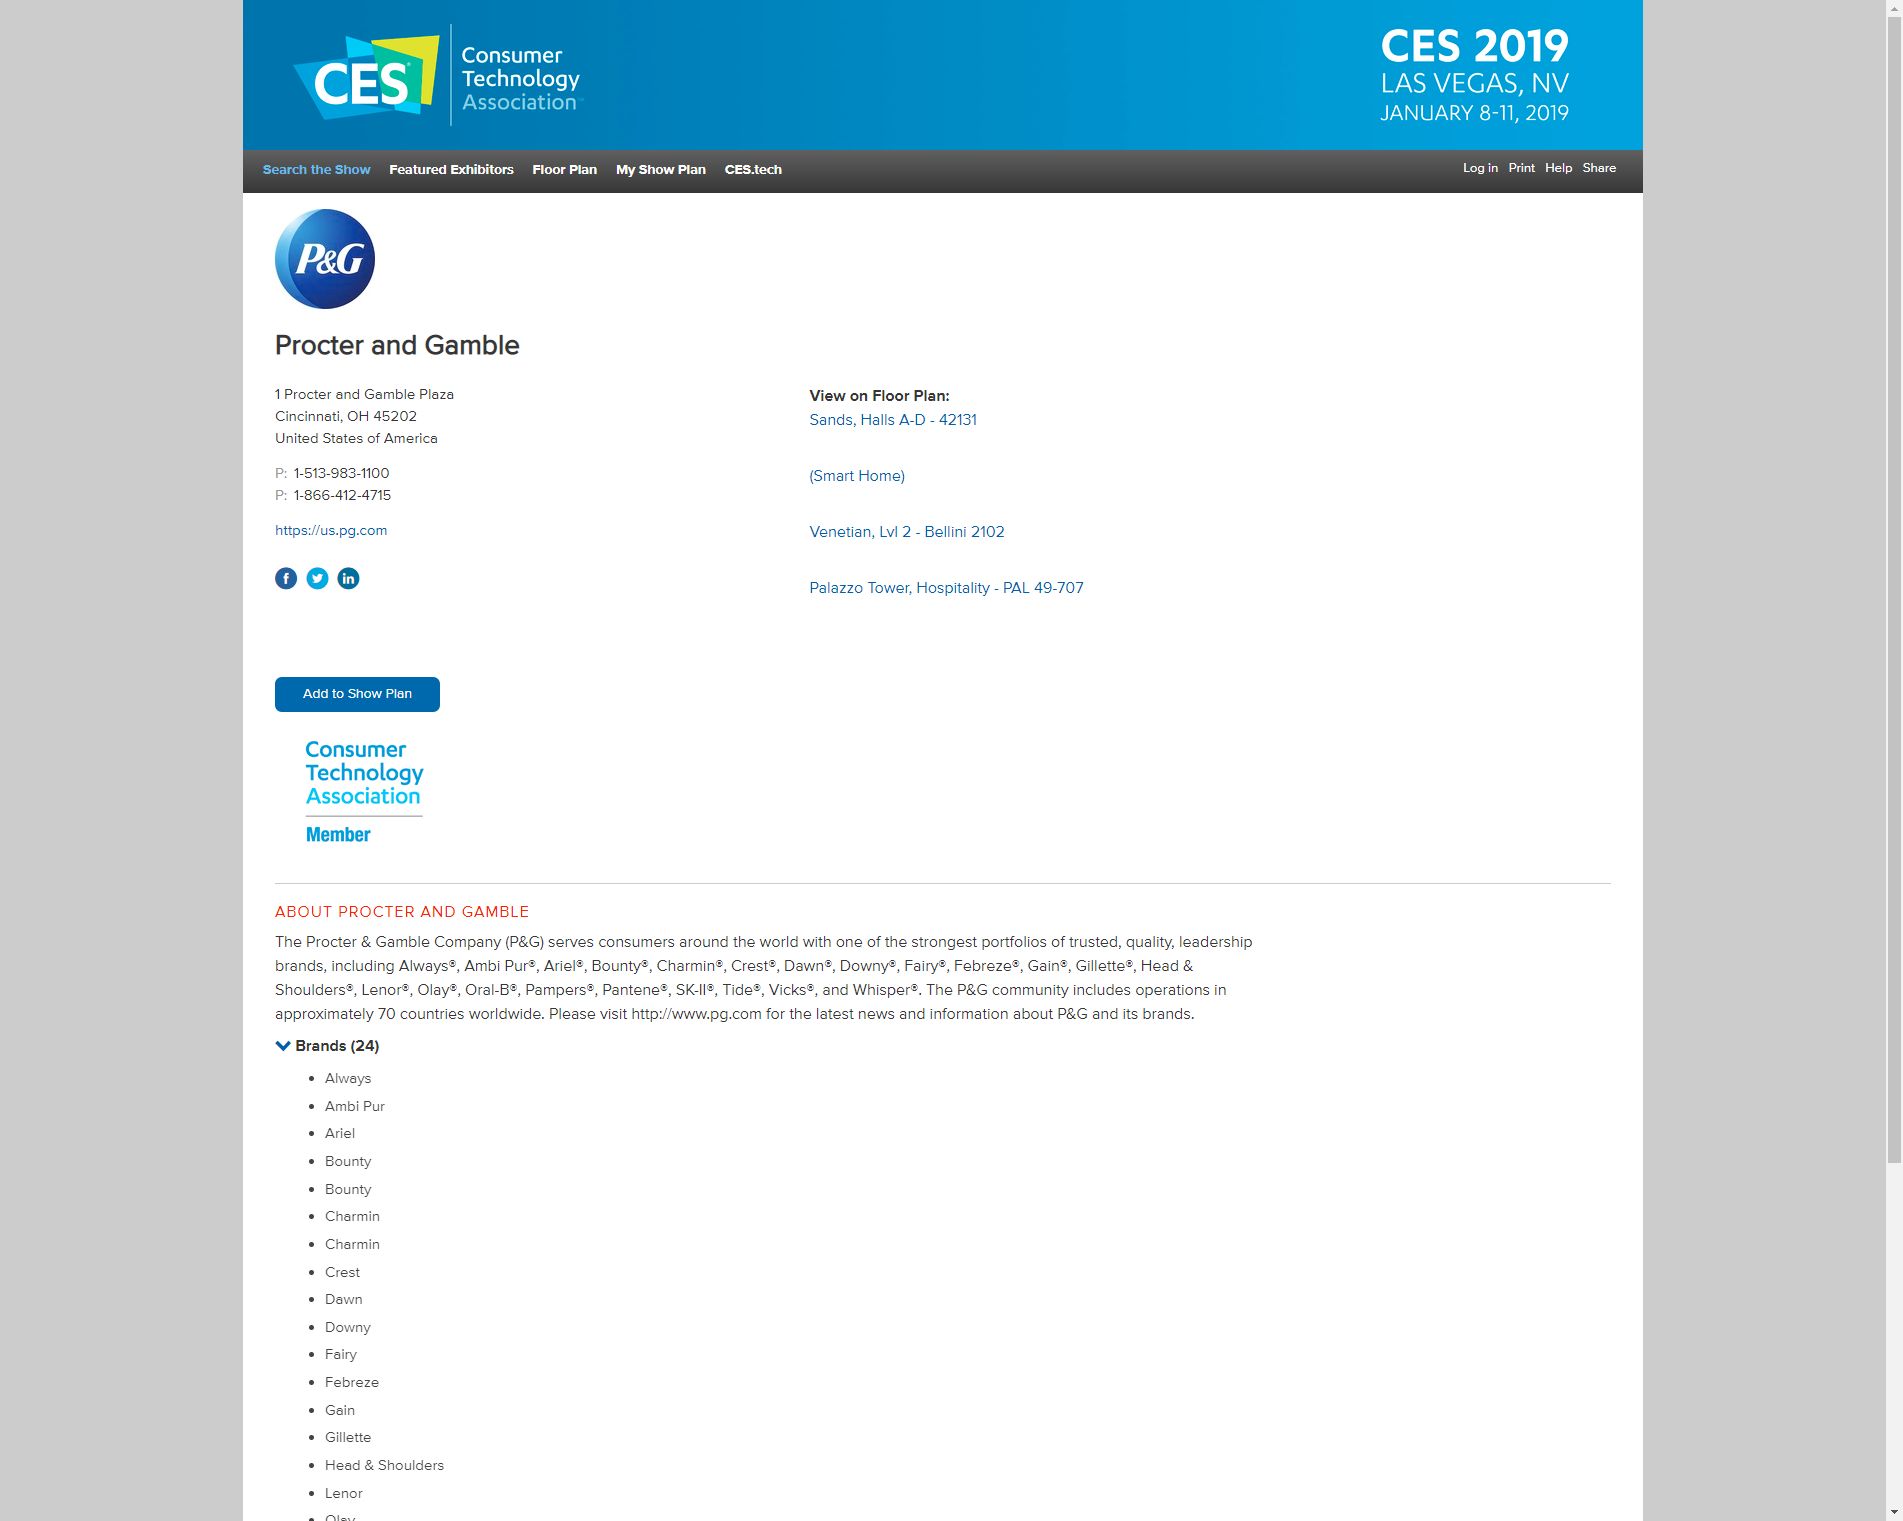 CES®
Consumer
Technology
Association™
CES 2019
LAS VEGAS, NV
JANUARY 8-11, 2019
Search the Show Featured Exhibitors Floor Plan My Show Plan CES.tech
Log in Print Help Share
P&G
Procter and Gamble
1 Procter and Gamble Plaza
Cincinnati, OH 45202
United States of America
P: 1-513-983-1100
P: 1-866-412-4715
https://us.pg.com
View on Floor Plan:
Sands, Halls A-D - 42131
(Smart Home)
Venetian, Lvl 2 - Bellini 2102
Palazzo Tower, Hospitality - PAL 49-707
Add to Show Plan
Consumer
Technology
Association
Member
ABOUT PROCTER AND GAMBLE
The Procter & Gamble Company (P&G) serves consumers around the world with one of the strongest portfolios of trusted, quality, leadership
brands, including Always®, Ambi Pur®, Ariel®, Bounty®, Charmin®, Crest®, Dawn®, Downy®, Fairy®, Febreze®, Gain®, Gillette®, Head &
Shoulders®, Lenor®, Olay®, Oral-B®, Pampers®, Pantene®, SK-II®, Tide®, Vicks®, and Whisper®. The P&G community includes operations in
approximately 70 countries worldwide. Please visit http://www.pg.com for the latest news and information about P&G and its brands.
Brands (24)
• Always
• Ambi Pur
• Ariel
• Bounty
• Bounty
• Charmin
• Charmin
• Crest
• Dawn
• Downy
• Fairy
• Febreze
• Gain
• Gillette
• Head & Shoulders
• Lenor
• Olay